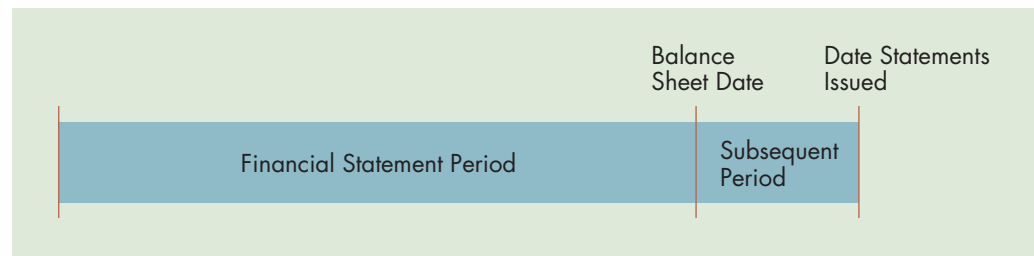 Balance
Sheet Date
Date Statements
Issued
Financial Statement Period
Subsequent
Period